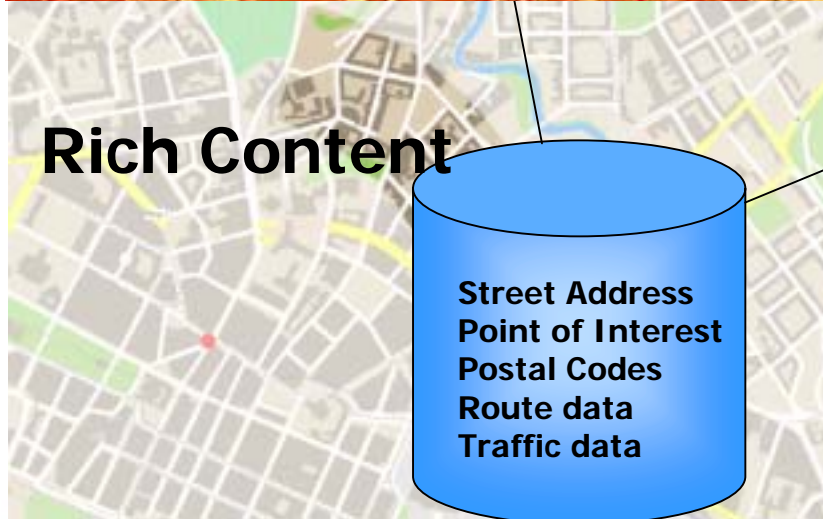 Rich Content
Street Address
Point of Interest
Postal Codes
Route data
Traffic data